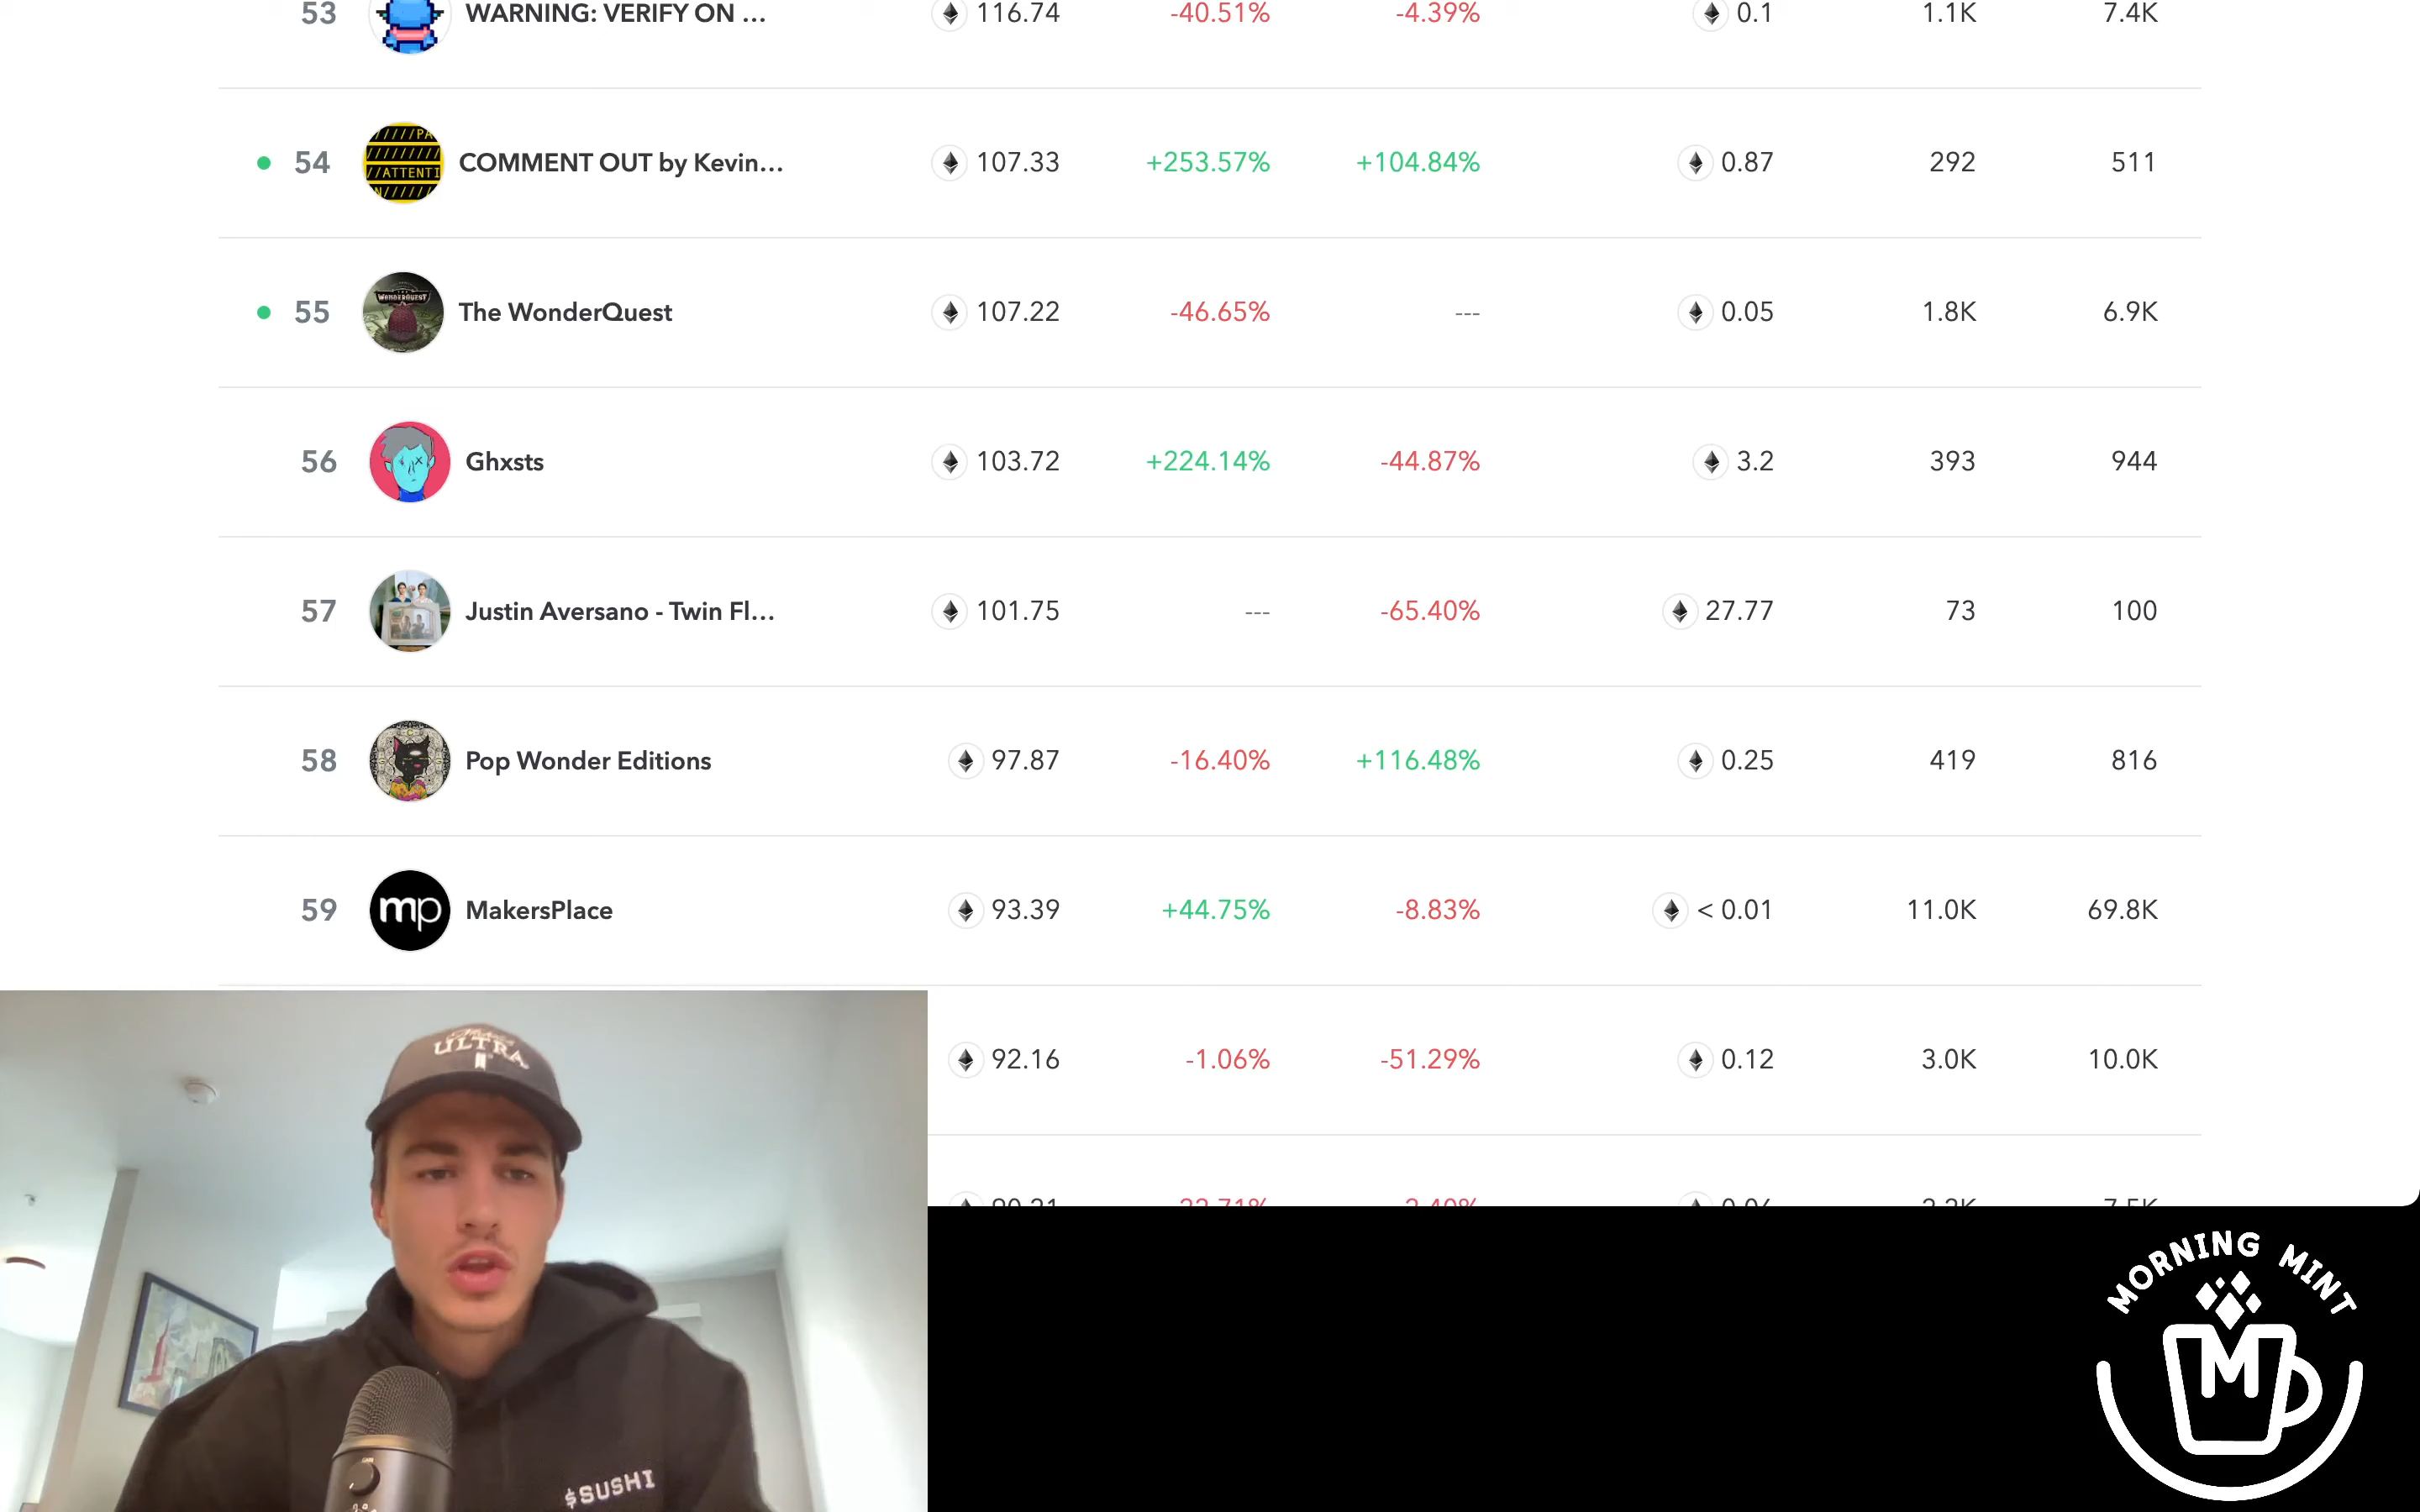 53 WARNING: VERIFY ON ... 116.74 -40.51% -4.39% 0.1 1.1K 7.4K
/////PA
/////////
//ATTENTI
N//////
54 COMMENT OUT by Kevin... 107.33 +253.57% +104.84% 0.87 292 511
WONDERQUEST
55 The WonderQuest 107.22 -46.65% --- 0.05 1.8K 6.9K
56 Ghxsts 103.72 +224.14% -44.87% 3.2 393 944
57 Justin Aversano - Twin Fl... 101.75 --- -65.40% 27.77 73 100
58 Pop Wonder Editions 97.87 -16.40% +116.48% 0.25 419 816
59 mp MakersPlace 93.39 +44.75% -8.83% < 0.01 11.0K 69.8K
92.16 -1.06% -51.29% 0.12 3.0K 10.0K
ULTRA
$SUSHI
MORNING MINT
M